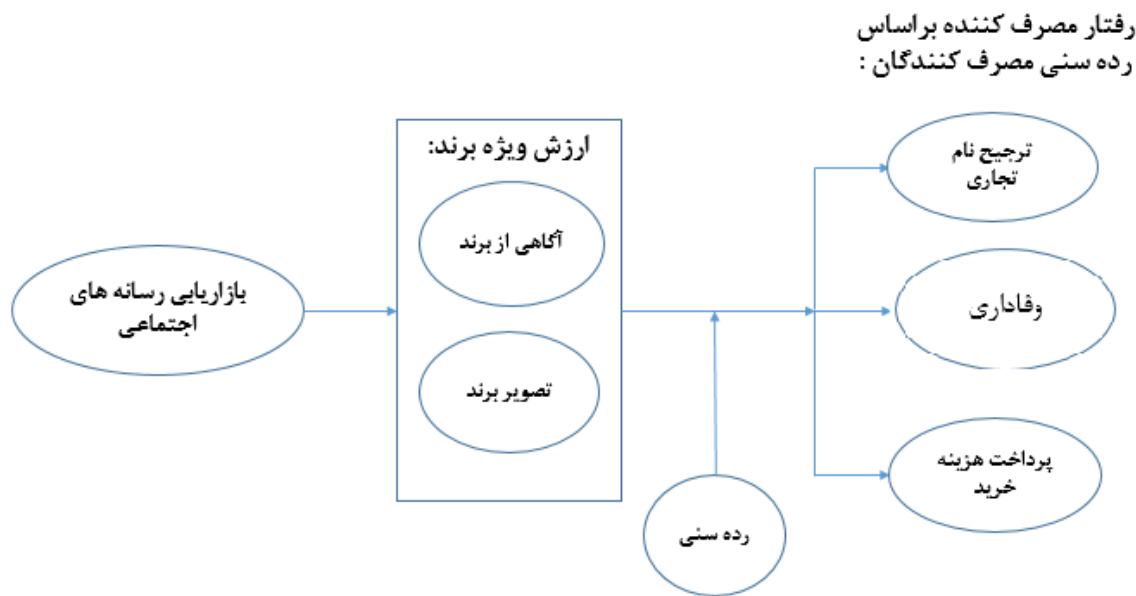 رفتار مصرف کننده براساس
رده سنی مصرف کنندگان :
ارزش ویژه برند:
ترجیح نام
تجاری
آگاهی از برند
بازاریابی رسانه های
اجتماعی
وفاداری
تصویر برند
پرداخت هزینه
خرید
رده سنی